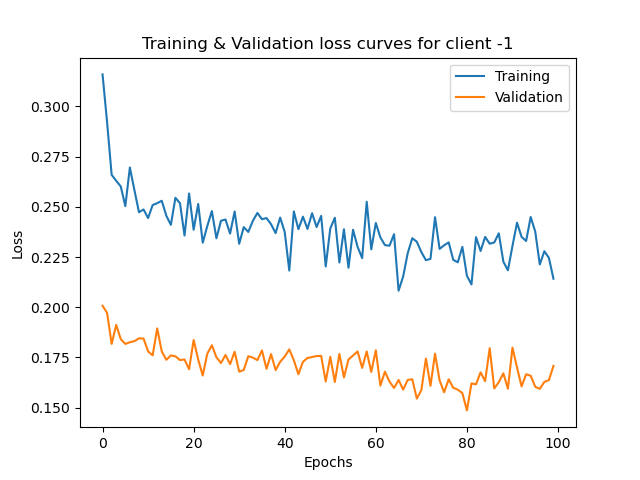 Training & Validation loss curves for client -1
Training
Validation
0.300
0.275
0.250
0.225
0.200
0.175
0.150
Loss
0
20
40
60
80
100
Epochs